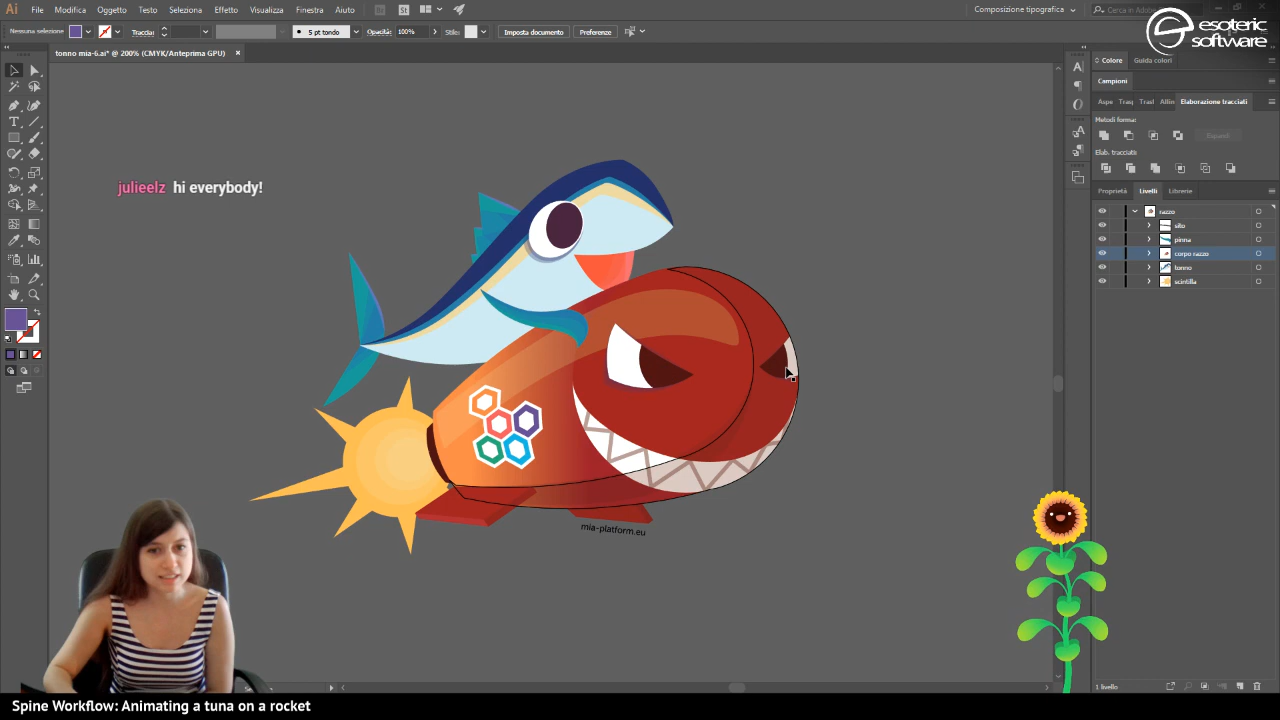 Ai File Modifica Oggetto Testo Seleziona Effetto Visualizza Finestra Aiuto Br St Composizione tipografica
Nessuna selezione Traccia: 5 pt tondo Opacità: 100% Stile: Imposta documento Preferenze
esoteric
software
tonno mia-6.ai* @ 200% (CMYK/Anteprima GPU)
Colore Guida colori
Campioni
Elaborazione tracciati
Metodi forma:
Espandi
Elab. tracciati:
Proprietà Livelli Librerie
razzo
sito
pinna
corpo razzo
tonno
scintilla
julieelz hi everybody!
mia-platform.eu
1 livello
Spine Workflow: Animating a tuna on a rocket